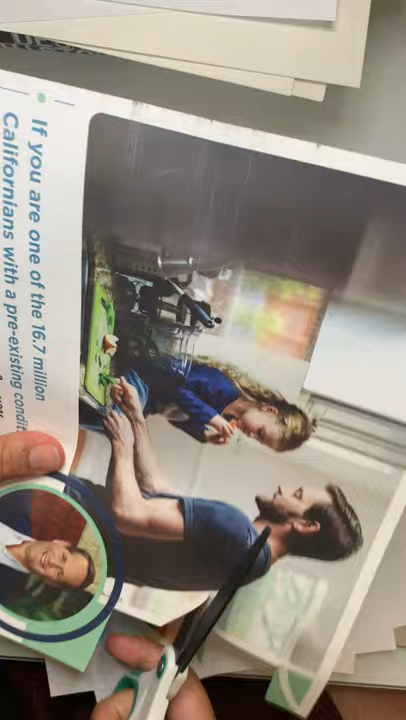 If you are one of the 16.7 million
Californians with a pre-existing